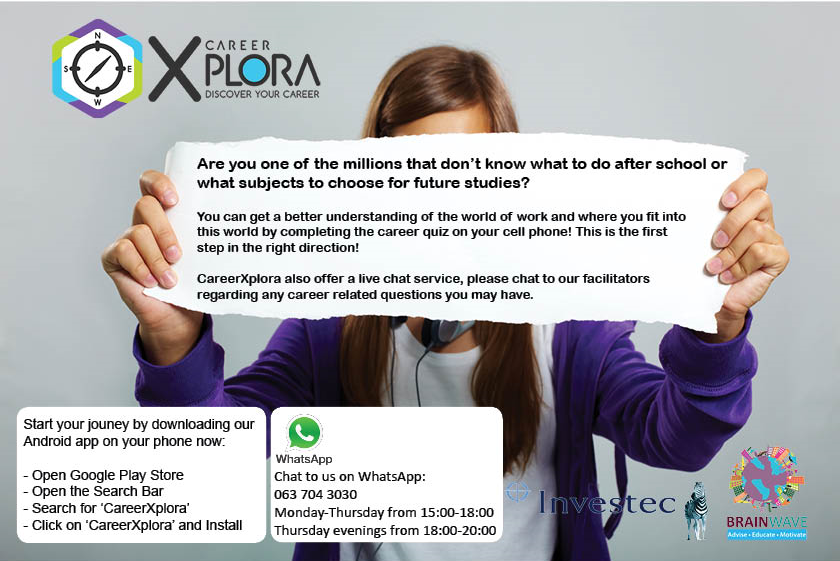 N
S E
W
CAREER
XPLORA
DISCOVER YOUR CAREER
Are you one of the millions that don't know what to do after school or
what subjects to choose for future studies?
You can get a better understanding of the world of work and where you fit into
this world by completing the career quiz on your cell phone! This is the first
step in the right direction!
CareerXplora also offer a live chat service, please chat to our facilitators
regarding any career related questions you may have.
Start your jouney by downloading our
Android app on your phone now:
- Open Google Play Store
- Open the Search Bar
- Search for 'CareerXplora'
- Click on 'CareerXplora' and Install
WhatsApp
Chat to us on WhatsApp:
063 704 3030
Monday-Thursday from 15:00-18:00
Thursday evenings from 18:00-20:00
Investec
BRAINWAVE
Advise • Educate • Motivate